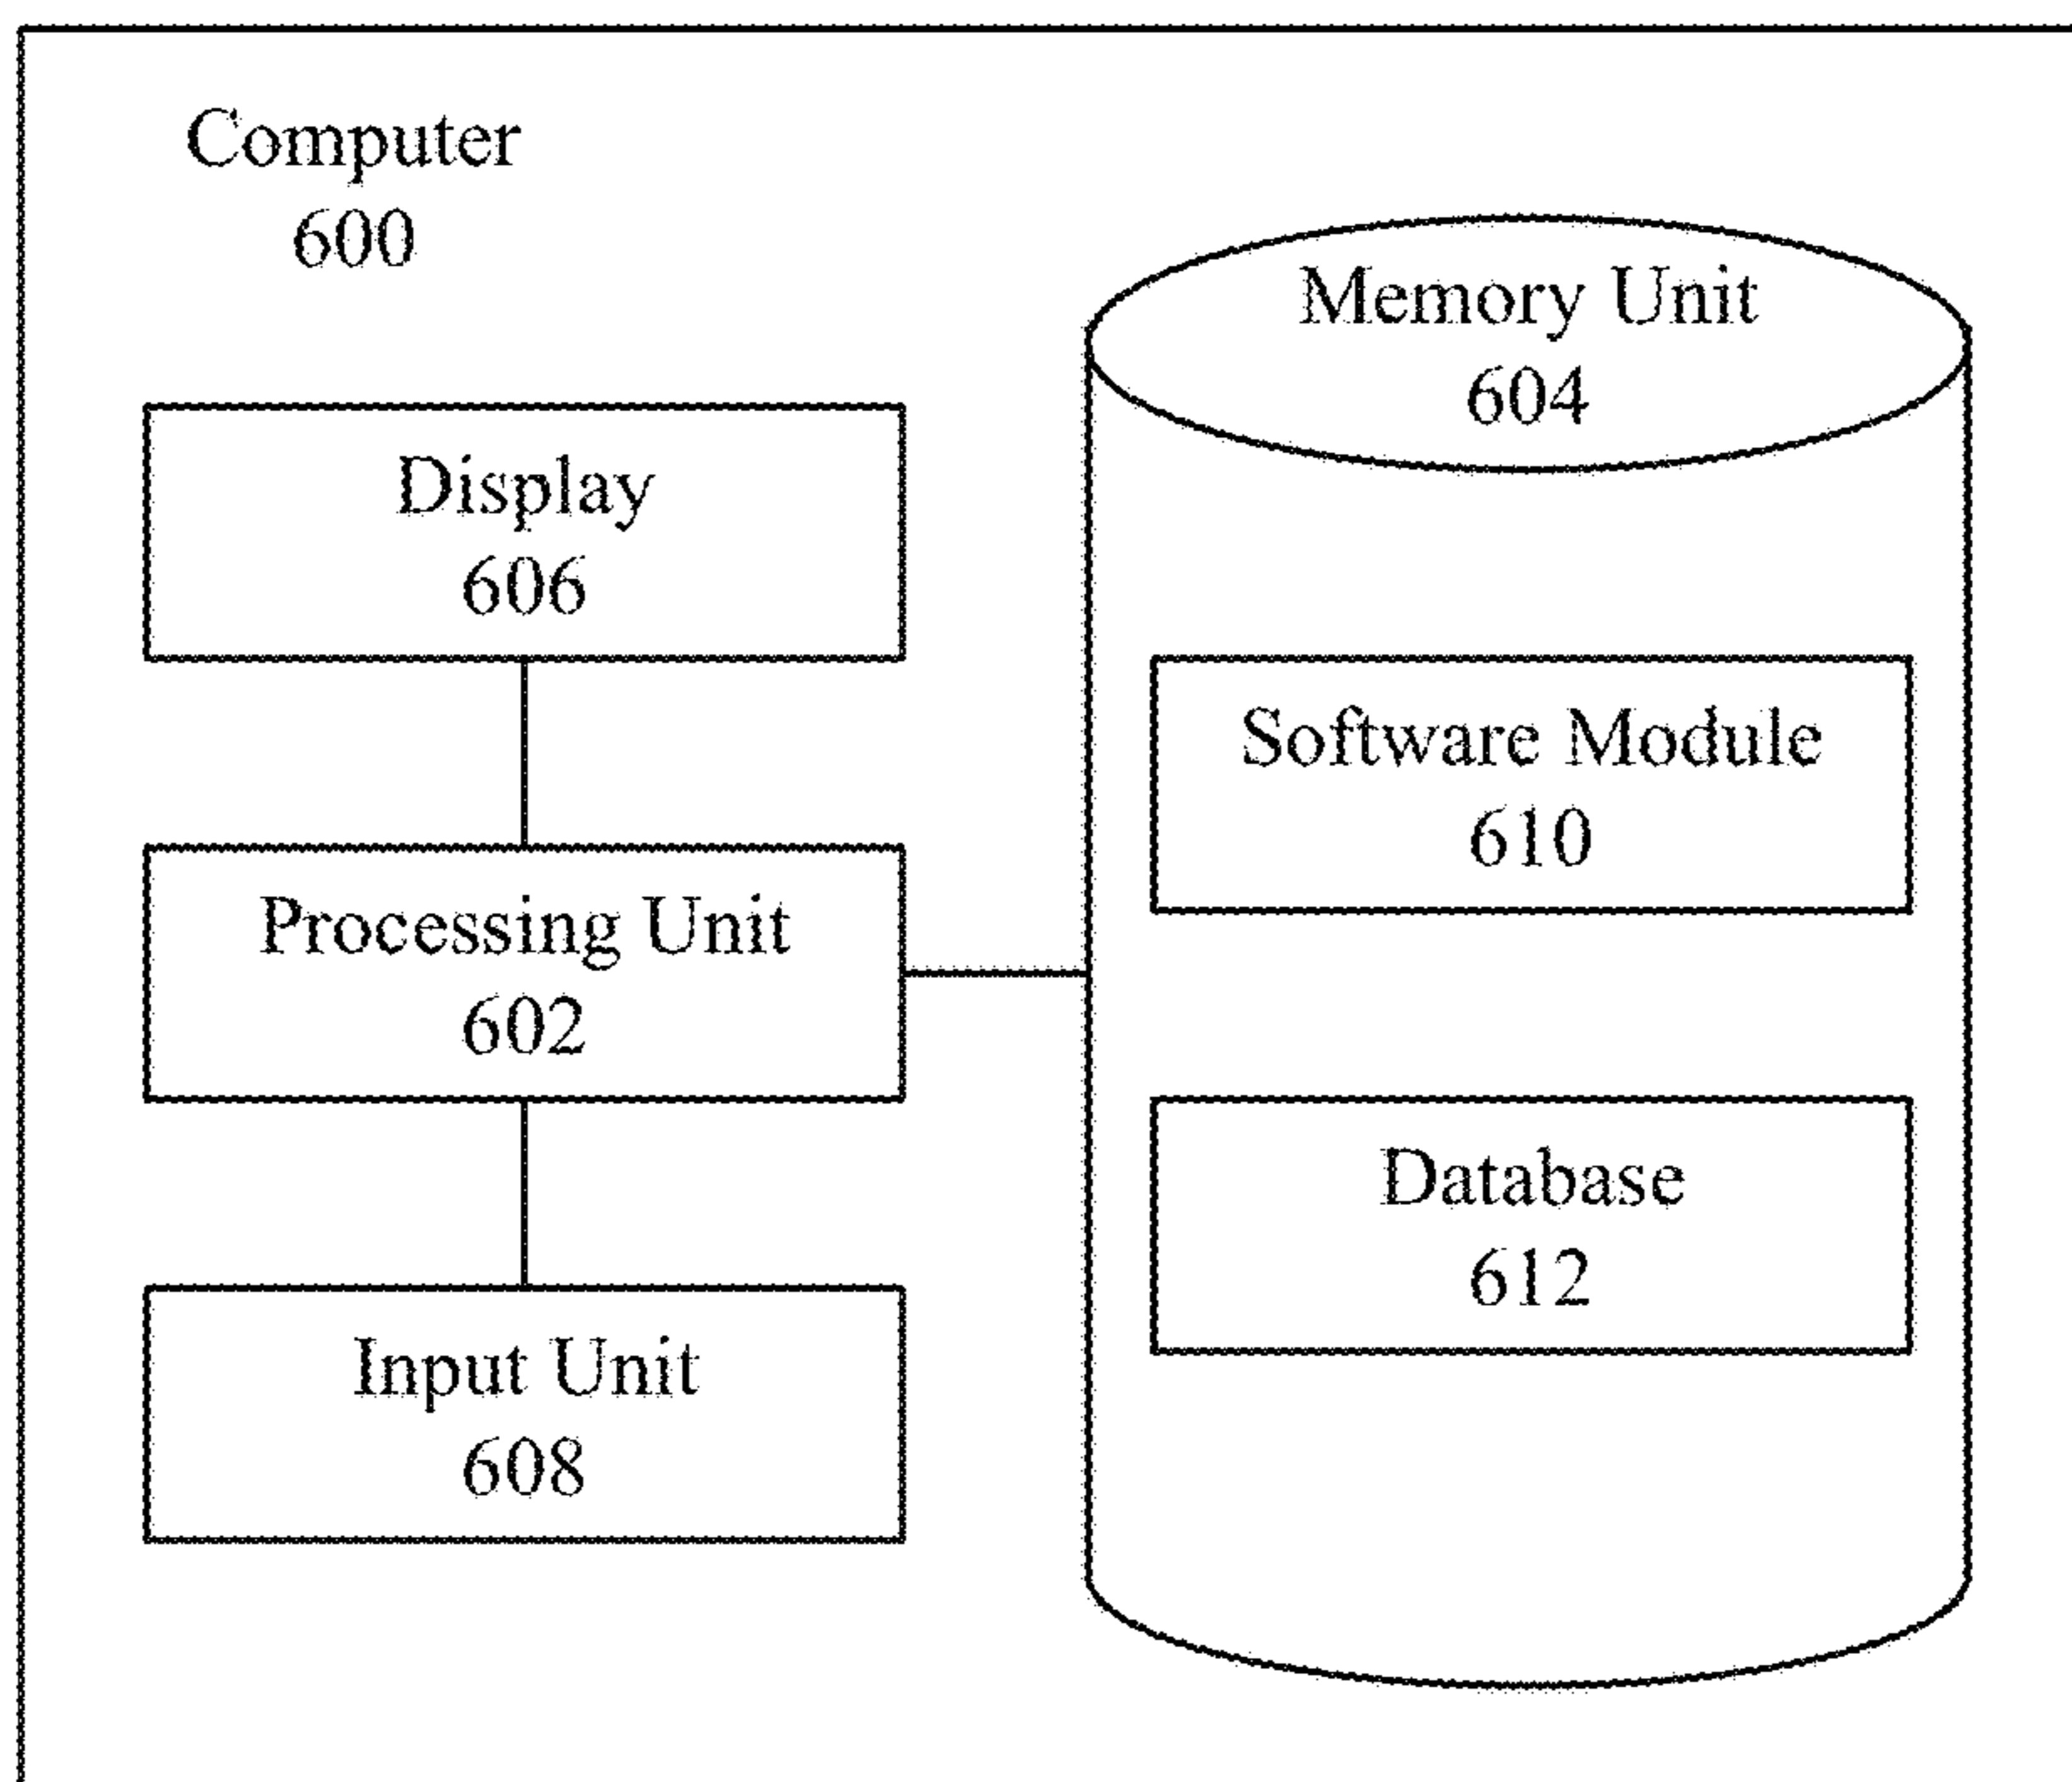 Computer
600
Display
606
Processing Unit
602
Input Unit
608
Memory Unit
604
Software Module
610
Database
612